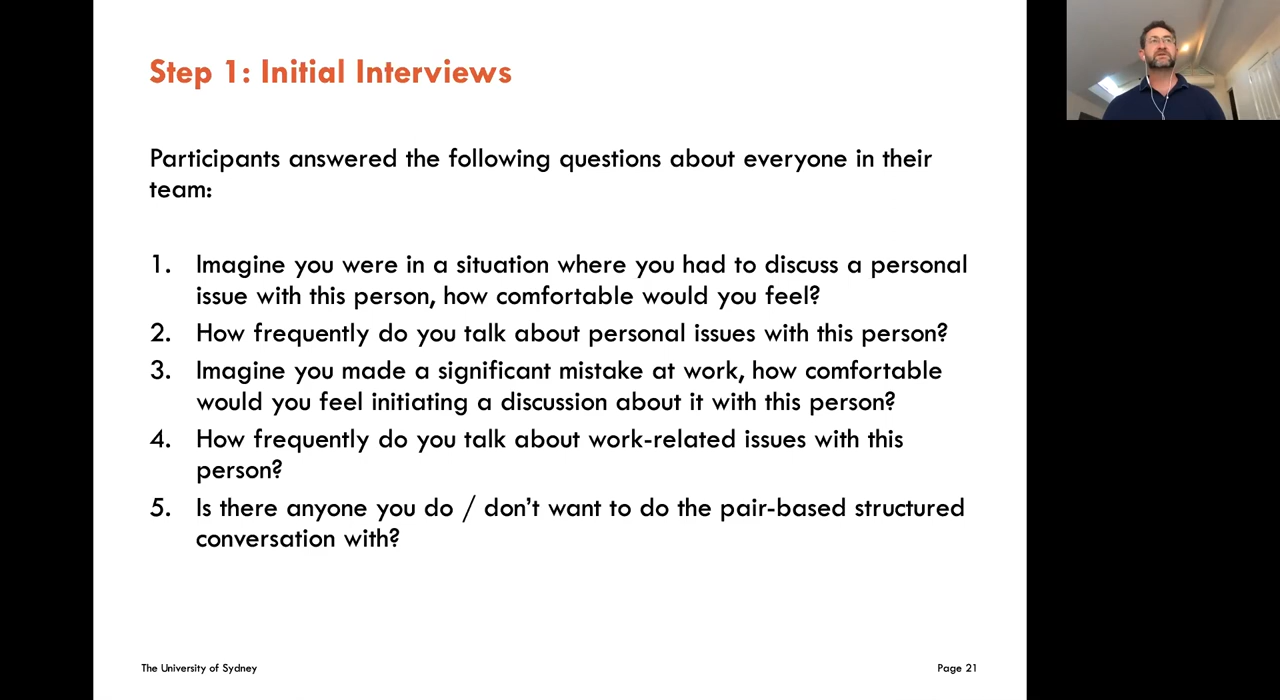 Step 1: Initial Interviews
Participants answered the following questions about everyone in their
team:
1. Imagine you were in a situation where you had to discuss a personal
issue with this person, how comfortable would you feel?
2. How frequently do you talk about personal issues with this person?
3. Imagine you made a significant mistake at work, how comfortable
would you feel initiating a discussion about it with this person?
4. How frequently do you talk about work-related issues with this
person?
5. Is there anyone you do / don’t want to do the pair-based structured
conversation with?
The University of Sydney
Page 21